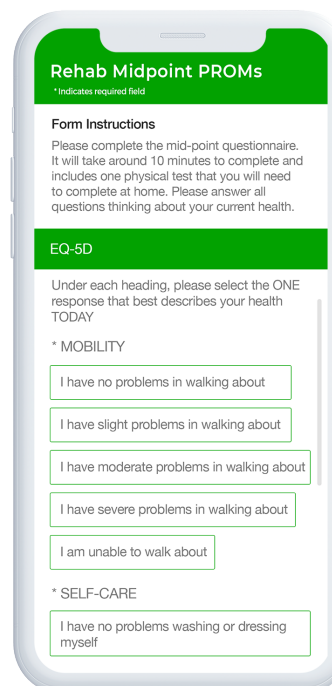 Rehab Midpoint PROMs
* Indicates required field
Form Instructions
Please complete the mid-point questionnaire.
It will take around 10 minutes to complete and
includes one physical test that you will need
to complete at home. Please answer all
questions thinking about your current health.
EQ-5D
Under each heading, please select the ONE
response that best describes your health
TODAY
* MOBILITY
I have no problems in walking about
I have slight problems in walking about
I have moderate problems in walking about
I have severe problems in walking about
I am unable to walk about
* SELF-CARE
I have no problems washing or dressing
myself